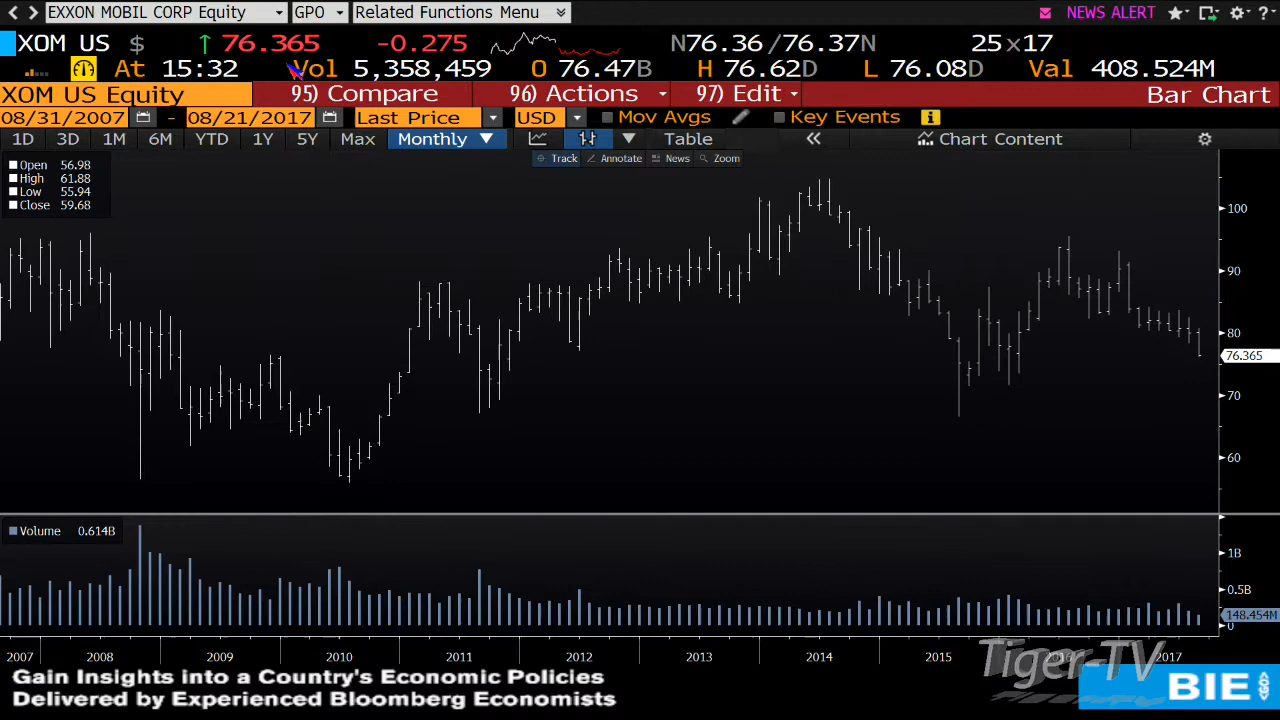 EXXON MOBIL CORP Equity GPO Related Functions Menu NEWS ALERT
XOM US $ ↑ 76.365 -0.275 N76.36/76.37N 25x17
At 15:32 Vol 5,358,459 O 76.47B H 76.62D L 76.08D Val 408.524M
XOM US Equity 95) Compare 96) Actions 97) Edit Bar Chart
08/31/2007 - 08/21/2017 Last Price USD Mov Avgs Key Events
1D 3D 1M 6M YTD 1Y 5Y Max Monthly ▼ Table « Chart Content
Track Annotate News Zoom
Open 56.98
High 61.88
Low 55.94
Close 59.68
100
90
80
76.365
70
60
Volume 0.614B
1B
0.5B
148.454M
0
2007 2008 2009 2010 2011 2012 2013 2014 2015 2016 2017
Tiger-TV
Gain Insights into a Country's Economic Policies
Delivered by Experienced Bloomberg Economists
BIE